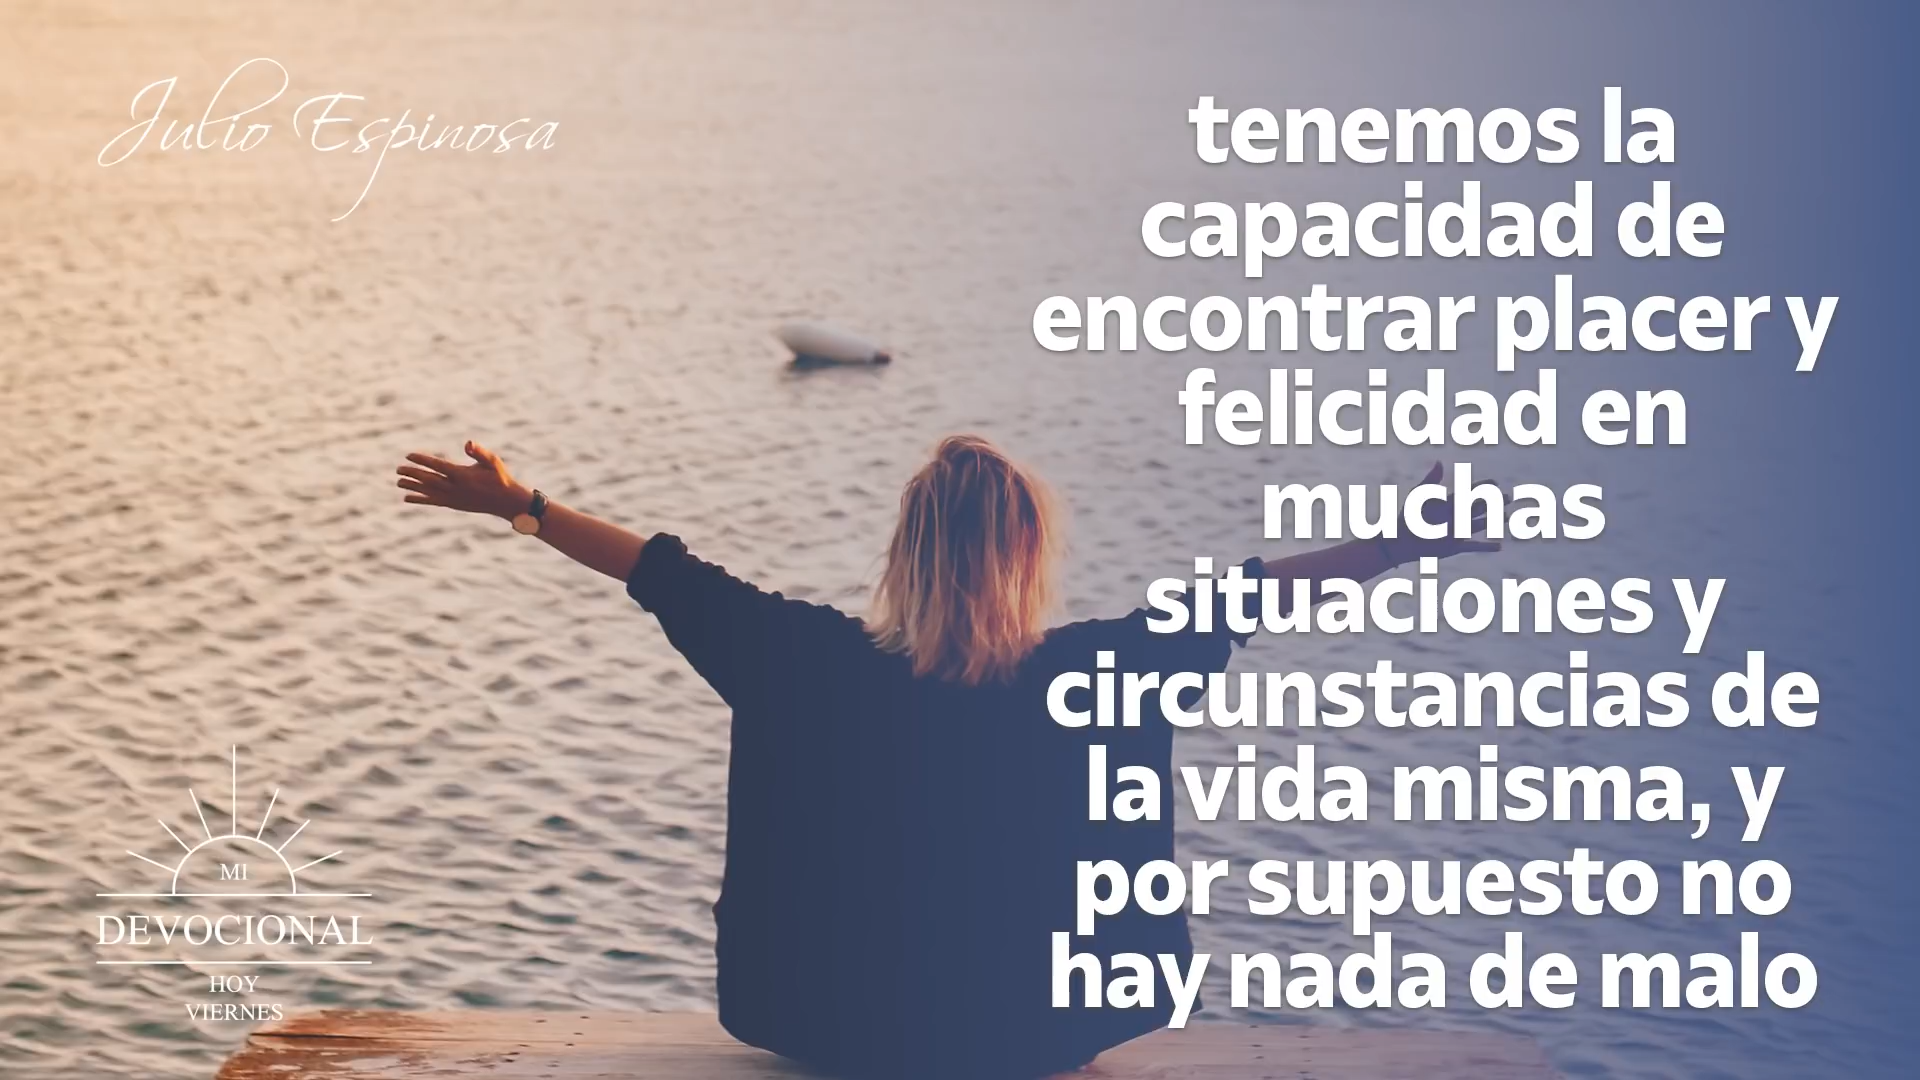 Julio Espinosa
tenemos la
capacidad de
encontrar placer y
felicidad en
muchas
situaciones y
circunstancias de
la vida misma, y
por supuesto no
hay nada de malo
MI
DEVOCIONAL
HOY
VIERNES